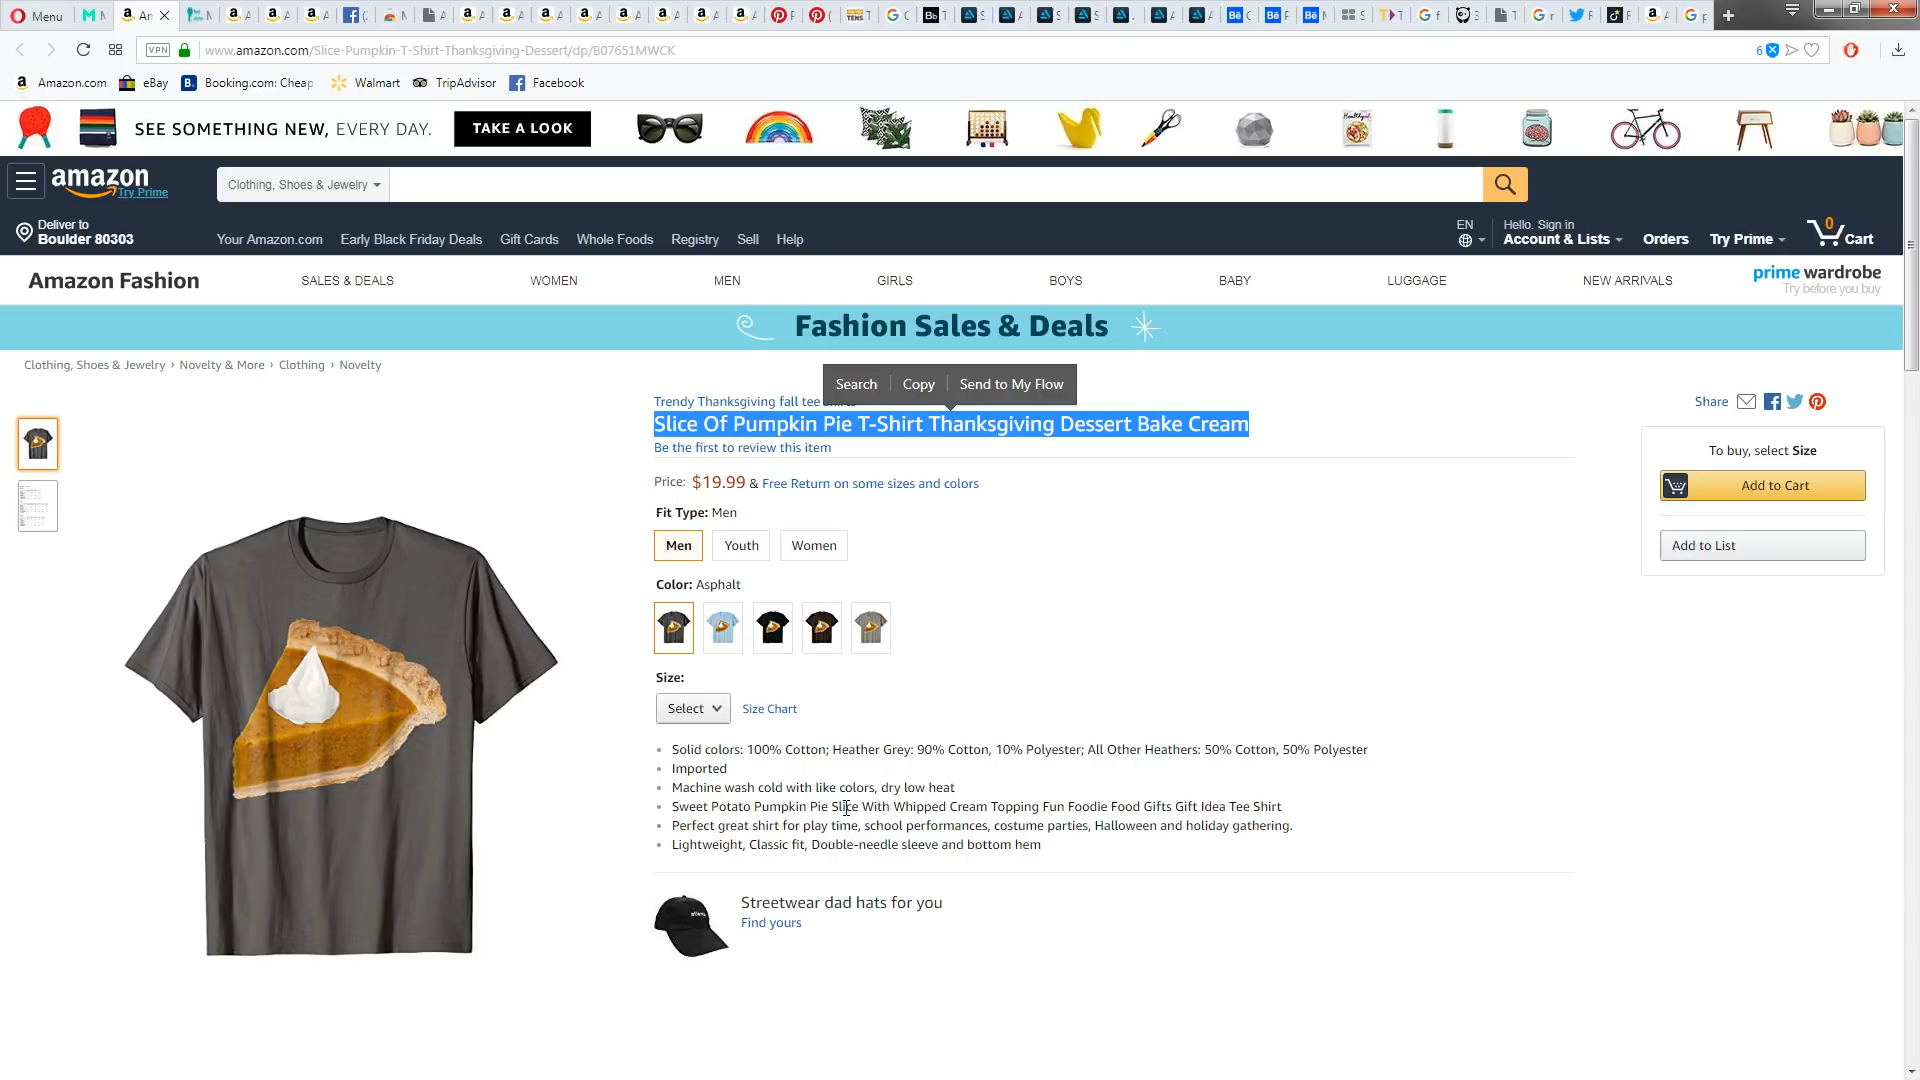 Menu
VPN
www.amazon.com/Slice-Pumpkin-T-Shirt-Thanksgiving-Dessert/dp/B07651MWCK
6
Amazon.com
eBay
Booking.com: Cheap
Walmart
TripAdvisor
Facebook
SEE SOMETHING NEW, EVERY DAY.
TAKE A LOOK
amazon
Try Prime
Clothing, Shoes & Jewelry
Deliver to
Boulder 80303
Your Amazon.com
Early Black Friday Deals
Gift Cards
Whole Foods
Registry
Sell
Help
EN
Hello. Sign in
Account & Lists
Orders
Try Prime
0
Cart
Amazon Fashion
SALES & DEALS
WOMEN
MEN
GIRLS
BOYS
BABY
LUGGAGE
NEW ARRIVALS
prime wardrobe
Try before you buy
Fashion Sales & Deals
Clothing, Shoes & Jewelry › Novelty & More › Clothing › Novelty
Search
Copy
Send to My Flow
Trendy Thanksgiving fall tee
Slice Of Pumpkin Pie T-Shirt Thanksgiving Dessert Bake Cream
Be the first to review this item
Share
Price: $19.99 & Free Return on some sizes and colors
Fit Type: Men
Men
Youth
Women
Color: Asphalt
Size:
Select
Size Chart
Solid colors: 100% Cotton; Heather Grey: 90% Cotton, 10% Polyester; All Other Heathers: 50% Cotton, 50% Polyester
Imported
Machine wash cold with like colors, dry low heat
Sweet Potato Pumpkin Pie Slice With Whipped Cream Topping Fun Foodie Food Gifts Gift Idea Tee Shirt
Perfect great shirt for play time, school performances, costume parties, Halloween and holiday gathering.
Lightweight, Classic fit, Double-needle sleeve and bottom hem
Streetwear dad hats for you
Find yours
To buy, select Size
Add to Cart
Add to List